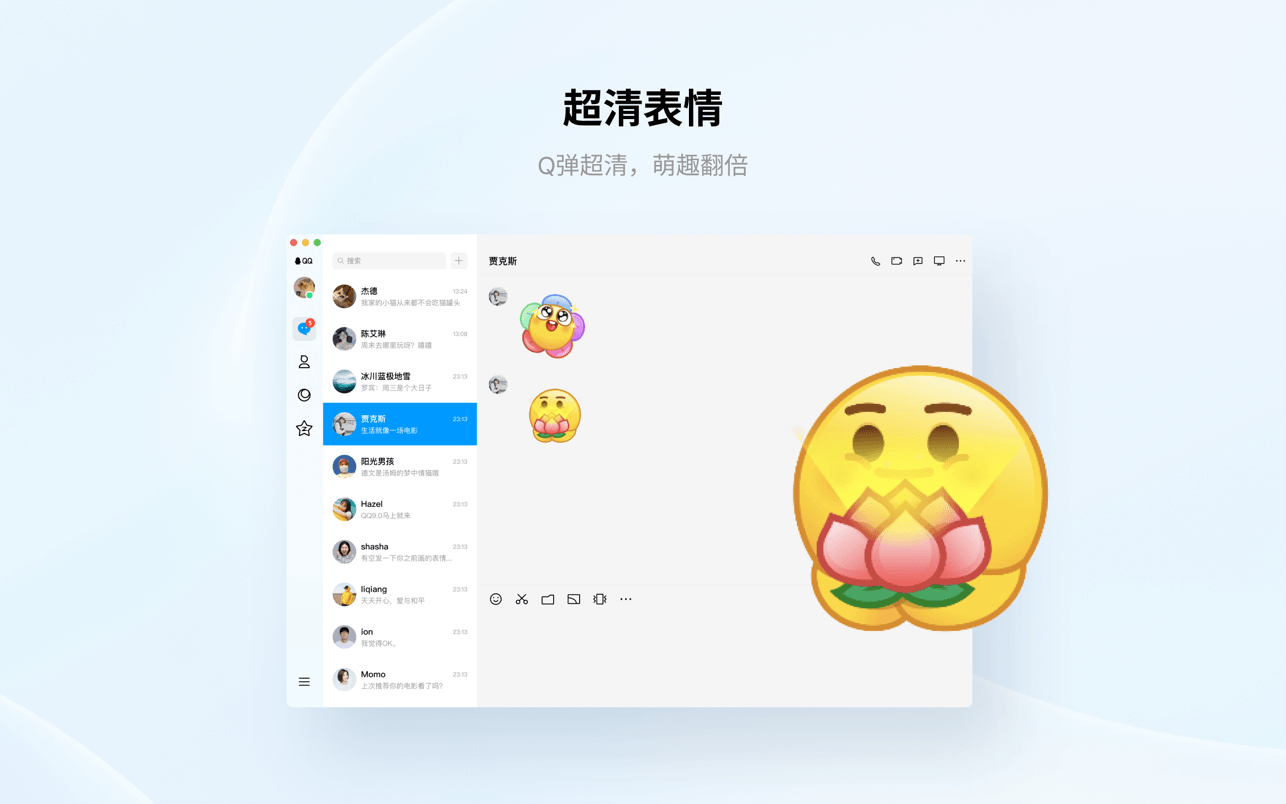 超清表情
Q弹超清，萌趣翻倍
QQ
搜索
贾克斯
5
杰德 13:24
我家的小猫从来都不会吃猫罐头
陈艾琳 13:08
周末去哪里玩呀？嘻嘻
冰川蓝极地雪 23:13
罗宾：周三是个大日子
贾克斯 23:13
生活就像一场电影
阳光男孩 23:13
德文是汤姆的梦中情猫哦
Hazel 23:13
QQ9.0马上就来
shasha 23:13
有空发一下你之前画的表情...
liqiang 23:13
天天开心，爱与和平
ion 23:13
我觉得OK。
Momo 23:13
上次推荐你的电影看了吗?